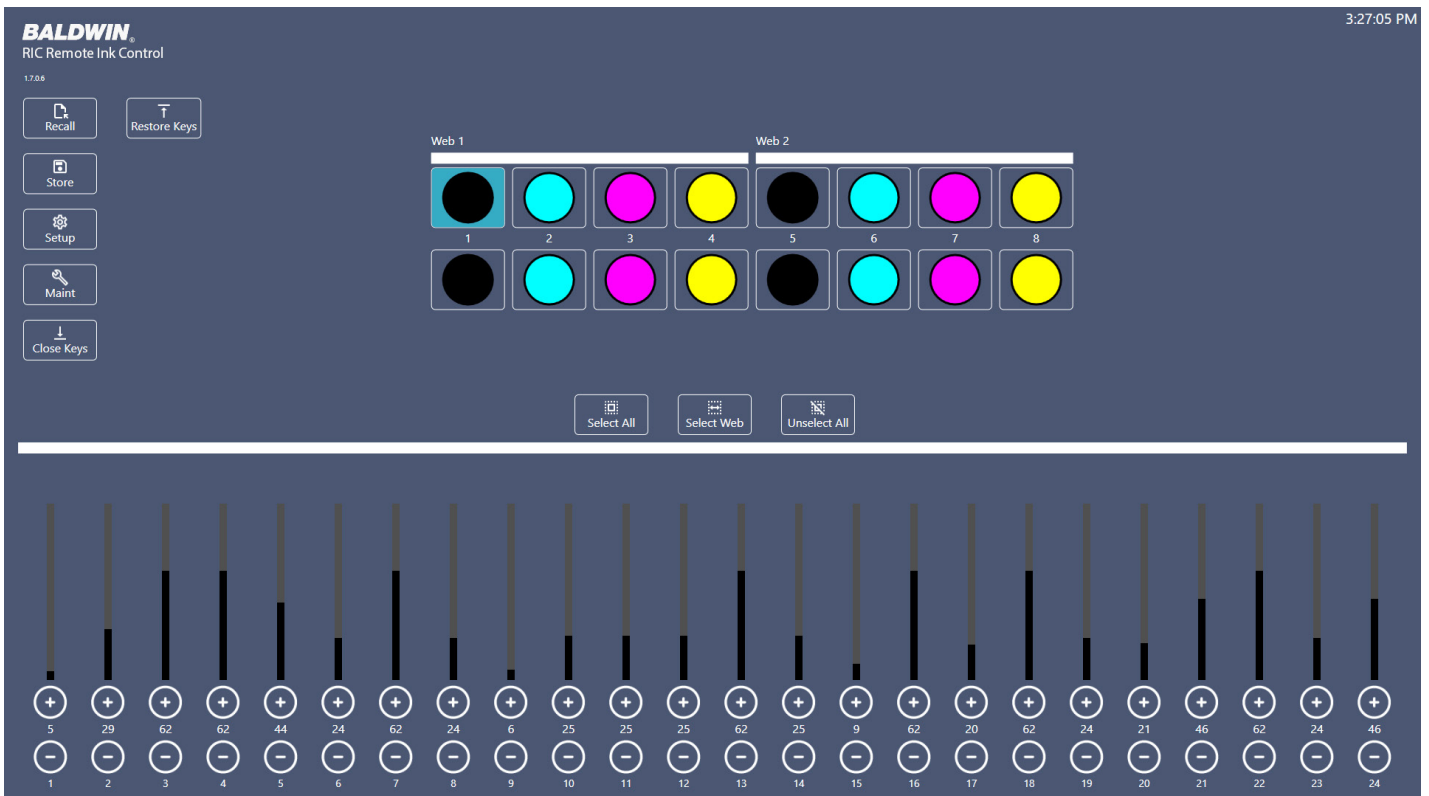 3:27:05 PM
BALDWIN®
RIC Remote Ink Control
1.7.0.6
Recall
Restore Keys
Store
Setup
Maint
Close Keys
Web 1 Web 2
1 2 3 4 5 6 7 8
Select All Select Web Unselect All
5 29 62 62 44 24 62 24 6 25 25 25 62 25 9 62 20 62 24 21 46 62 24 46
1 2 3 4 5 6 7 8 9 10 11 12 13 14 15 16 17 18 19 20 21 22 23 24